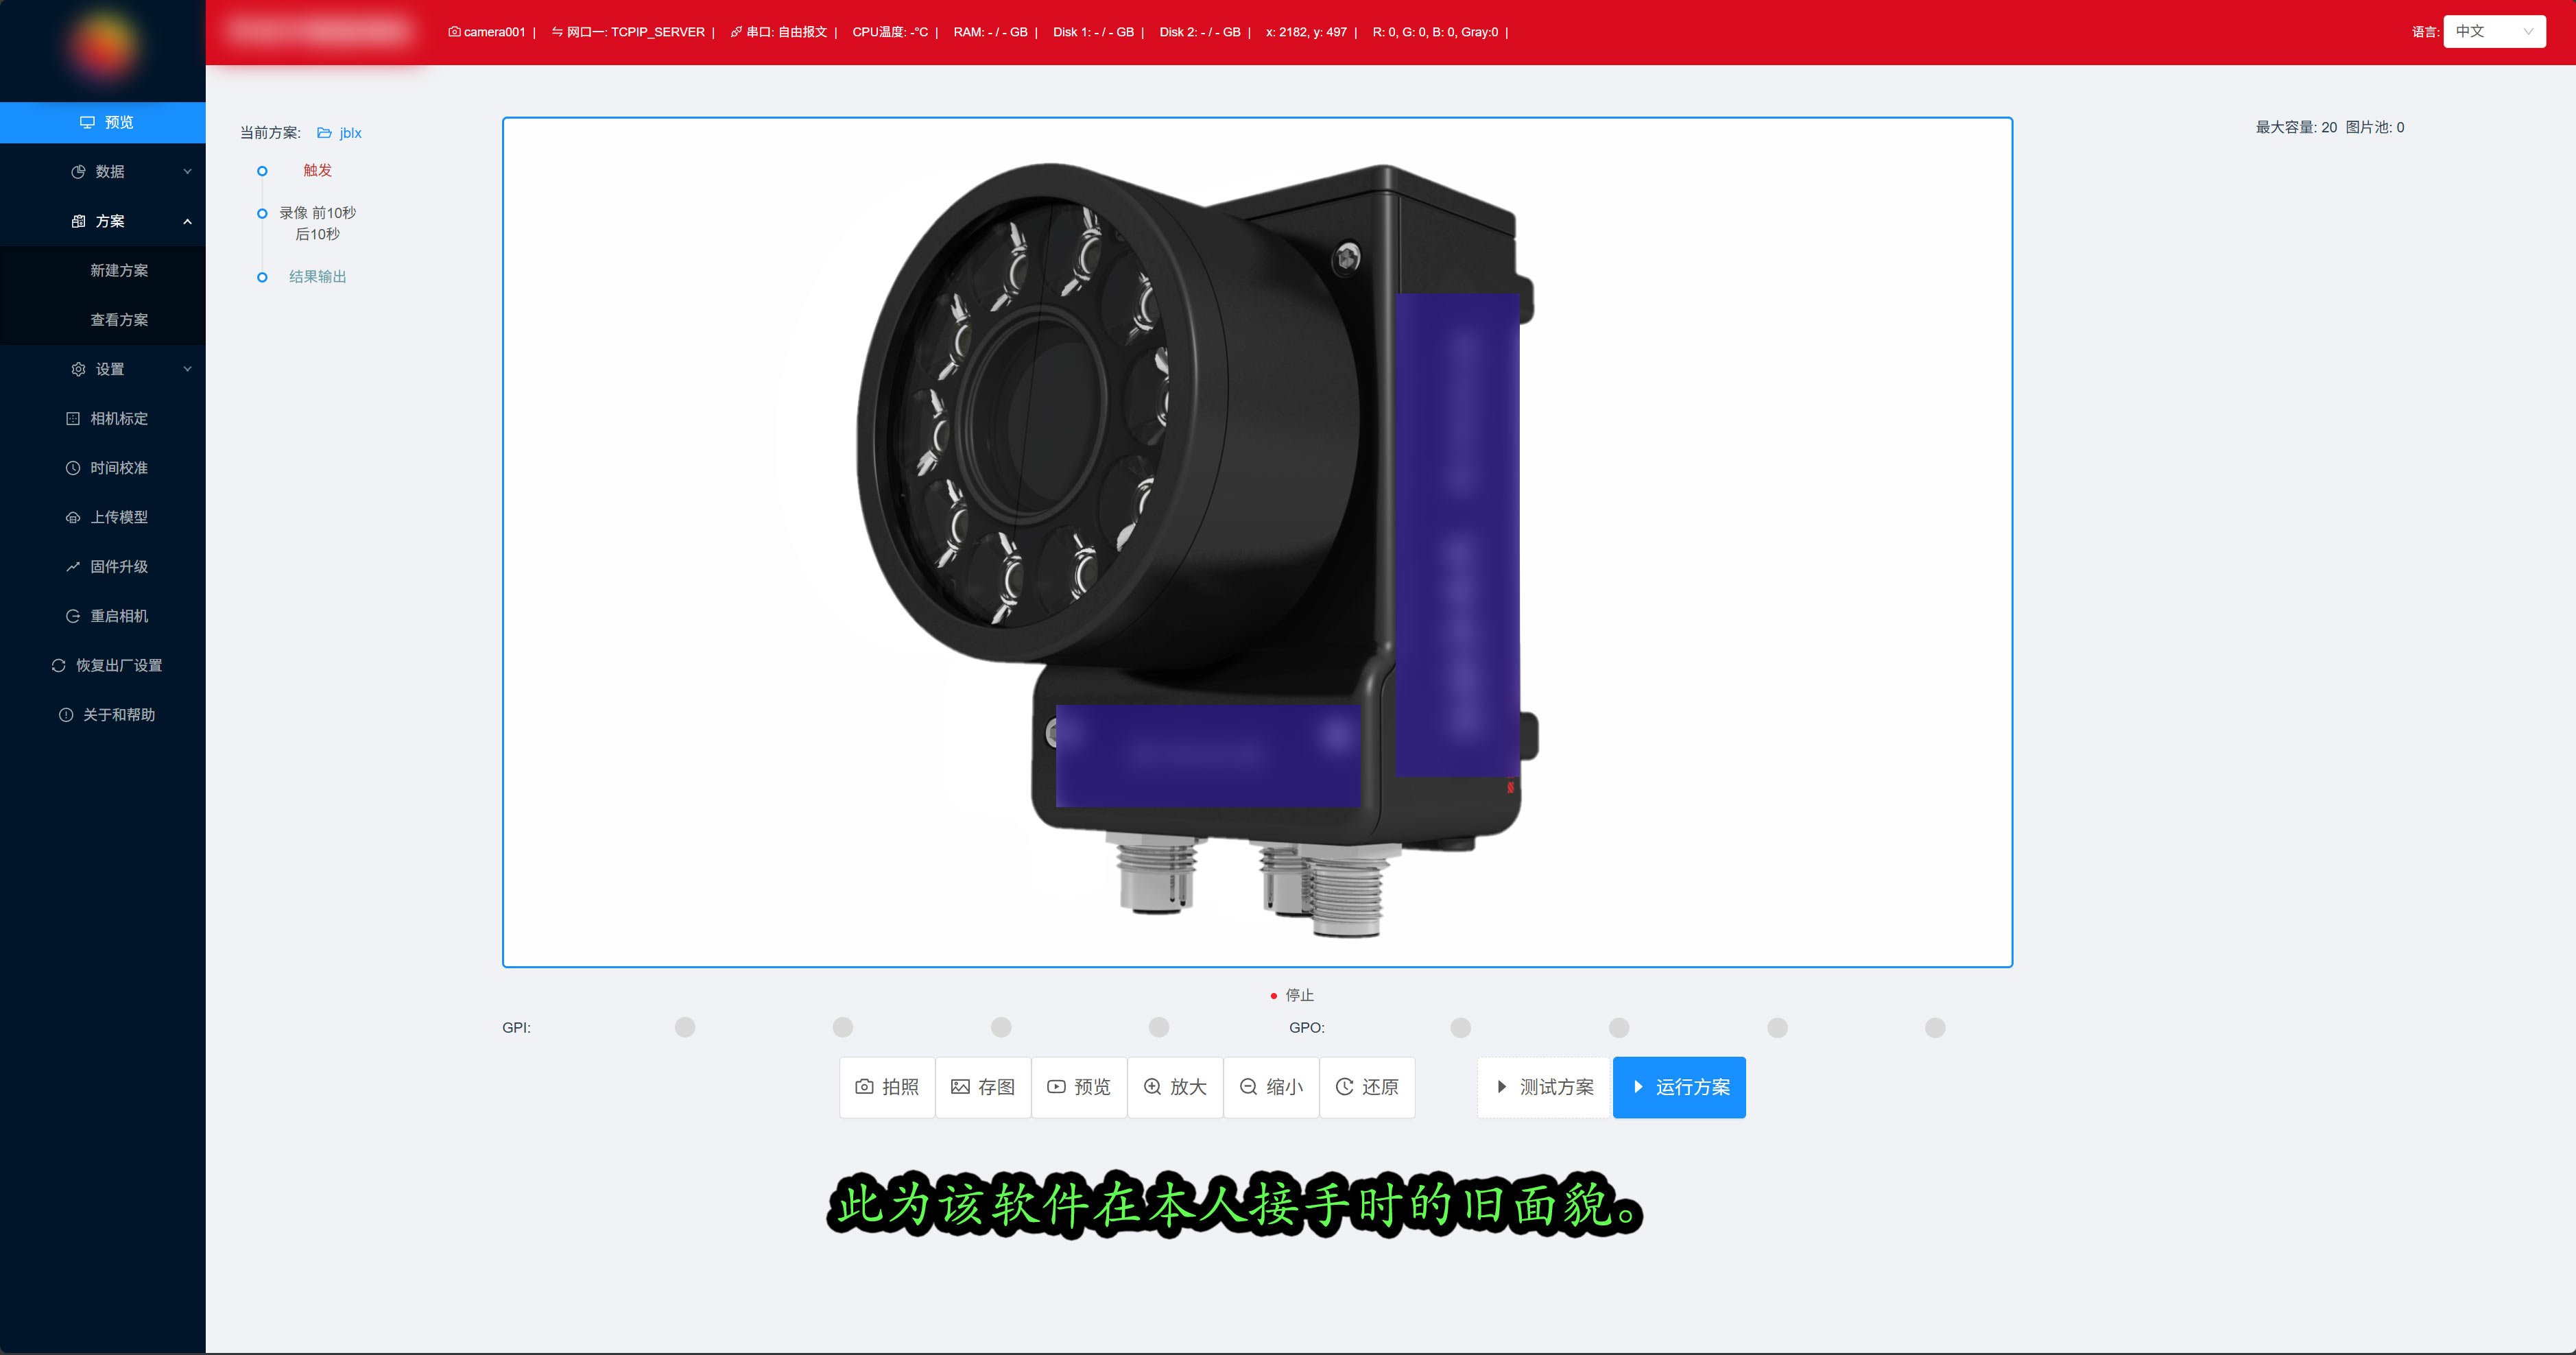 camera001 | 网口一: TCPIP_SERVER | 串口: 自由报文 | CPU温度: -°C | RAM: - / - GB | Disk 1: - / - GB | Disk 2: - / - GB | x: 2182, y: 497 | R: 0, G: 0, B: 0, Gray:0 |
语言: 中文
预览
数据
方案
新建方案
查看方案
设置
相机标定
时间校准
上传模型
固件升级
重启相机
恢复出厂设置
关于和帮助
当前方案: jblx
触发
录像 前10秒
后10秒
结果输出
最大容量: 20 图片池: 0
停止
GPI: GPO:
拍照 存图 预览 放大 缩小 还原 测试方案 运行方案
此为该软件在本人接手时的旧面貌。